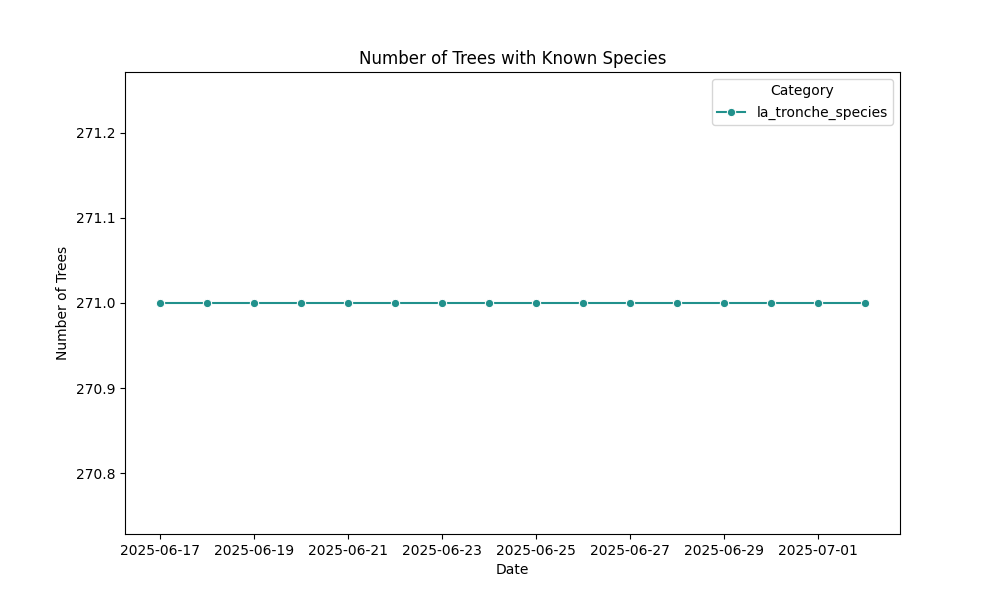 Number of Trees with Known Species
Category
la_tronche_species
271.2
271.1
271.0
270.9
270.8
Number of Trees
2025-06-17 2025-06-19 2025-06-21 2025-06-23 2025-06-25 2025-06-27 2025-06-29 2025-07-01
Date